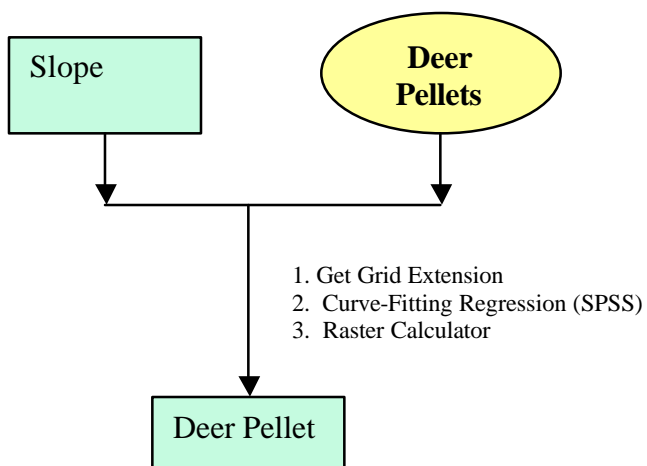 Slope
Deer
Pellets
1. Get Grid Extension
2. Curve-Fitting Regression (SPSS)
3. Raster Calculator
Deer Pellet